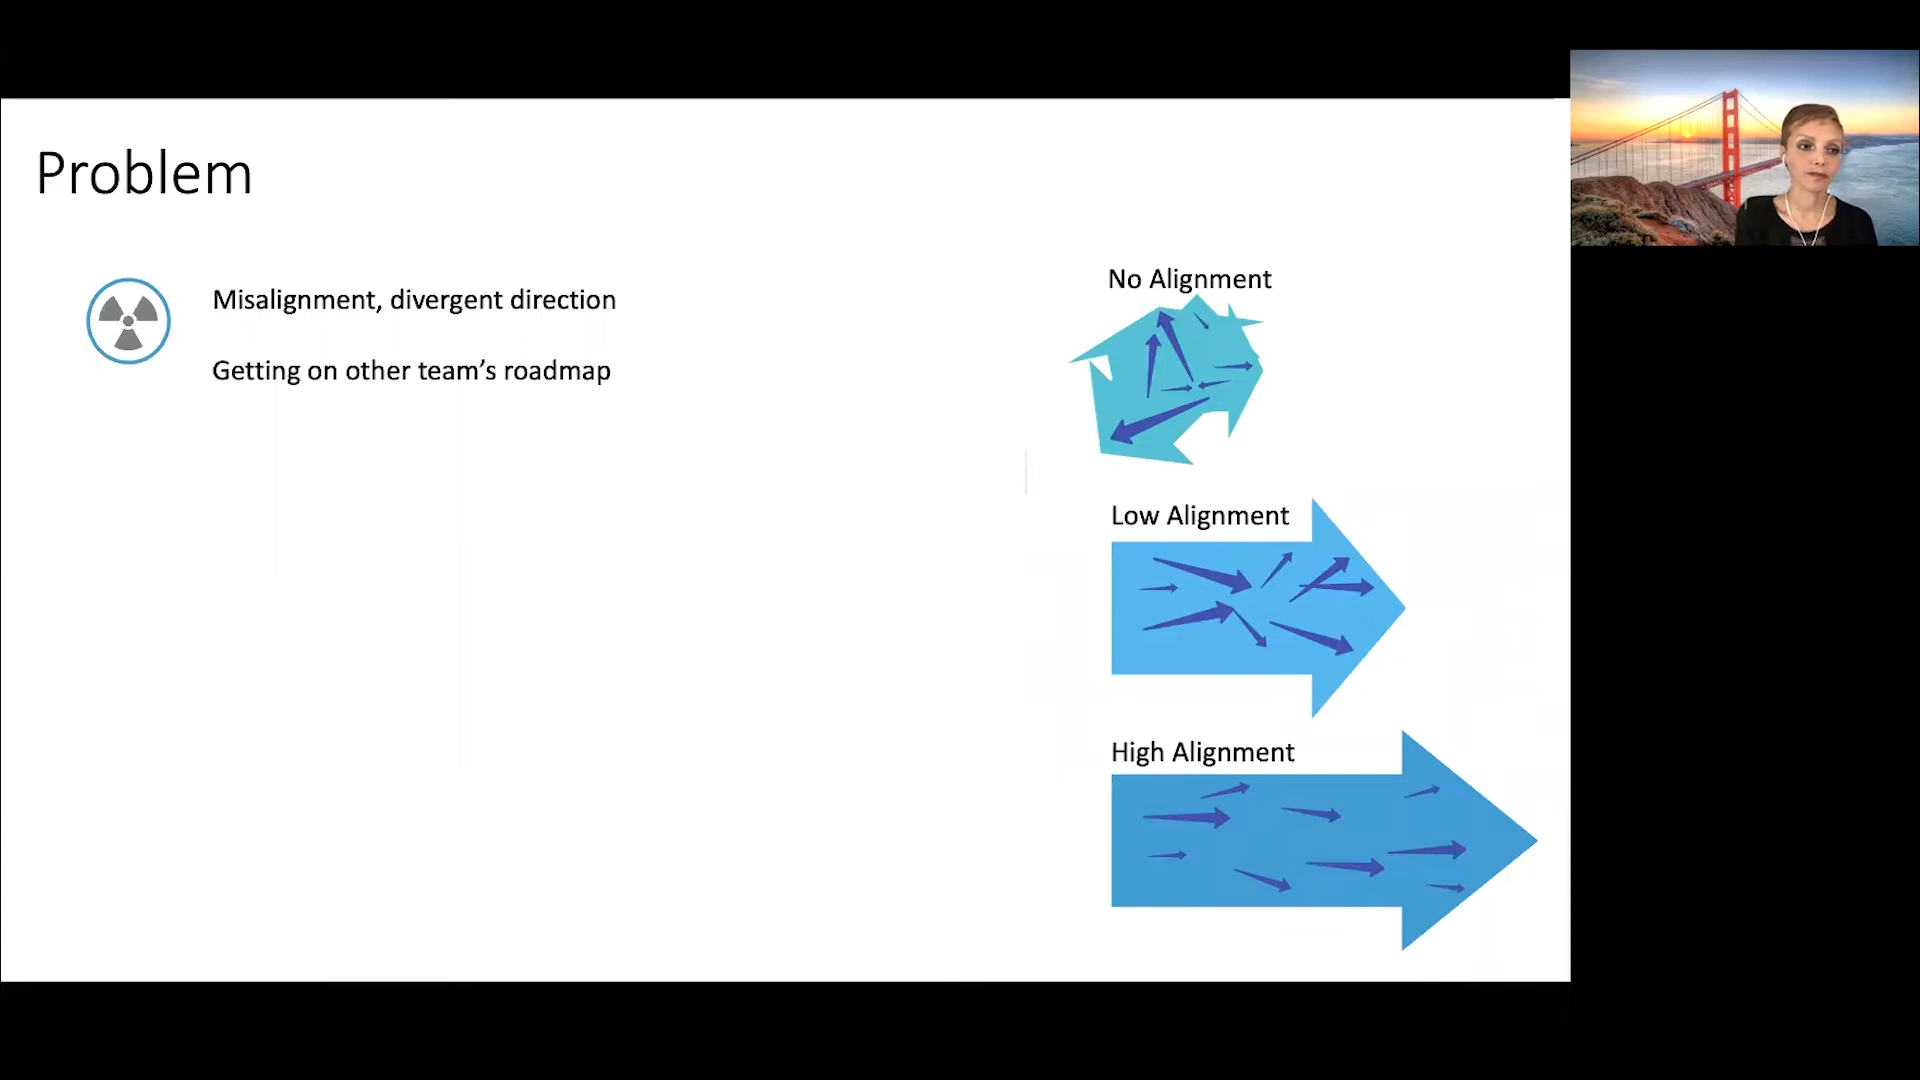 Problem
Misalignment, divergent direction
Getting on other team’s roadmap
No Alignment
Low Alignment
High Alignment